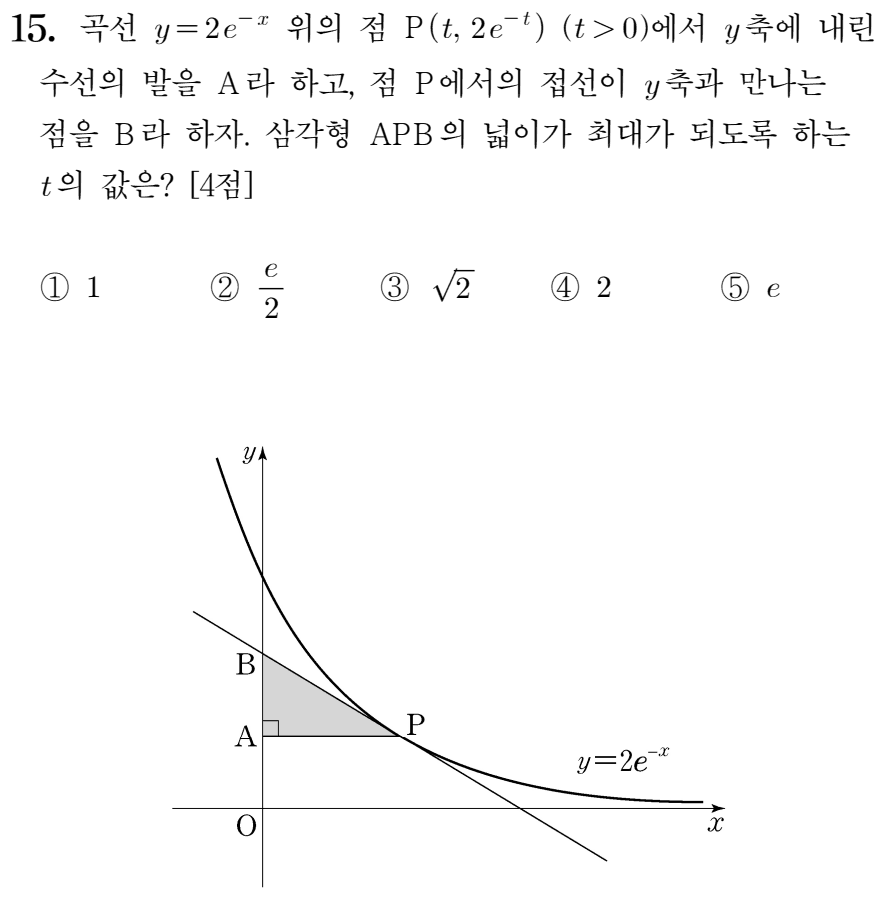 15. 곡선 y=2e^{-x} 위의 점 P(t, 2e^{-t}) (t>0)에서 y축에 내린
수선의 발을 A라 하고, 점 P에서의 접선이 y축과 만나는
점을 B라 하자. 삼각형 APB의 넓이가 최대가 되도록 하는
t의 값은? [4점]
① 1 ② e/2 ③ √2 ④ 2 ⑤ e
y
B
A
P
y=2e^{-x}
O
x